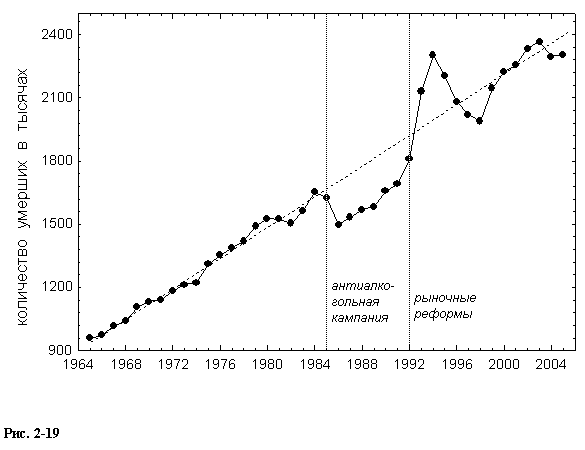 количество умерших в тысячах
2400
2100
1800
1500
1200
900
антиалко-
гольная
кампания
рыночные
реформы
1964 1968 1972 1976 1980 1984 1988 1992 1996 2000 2004
Рис. 2-19